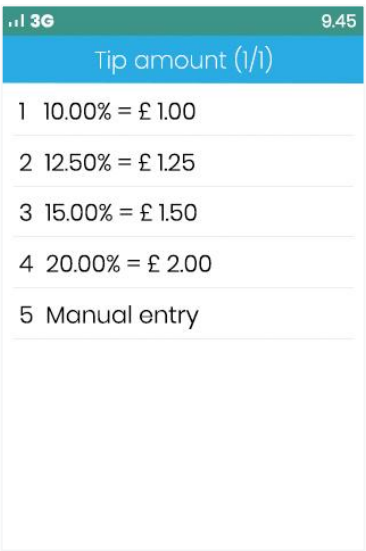 3G 9.45
Tip amount (1/1)
1 10.00% = £ 1.00
2 12.50% = £ 1.25
3 15.00% = £ 1.50
4 20.00% = £ 2.00
5 Manual entry